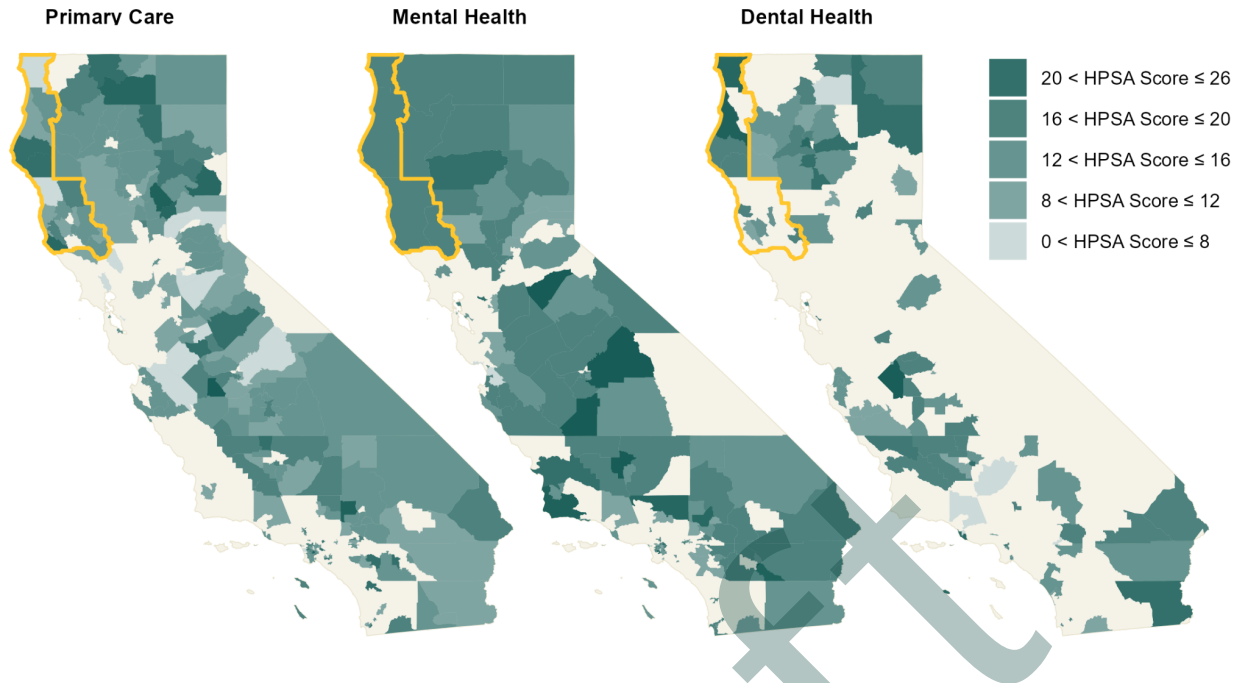 Primary Care
Mental Health
Dental Health
20 < HPSA Score ≤ 26
16 < HPSA Score ≤ 20
12 < HPSA Score ≤ 16
8 < HPSA Score ≤ 12
0 < HPSA Score ≤ 8